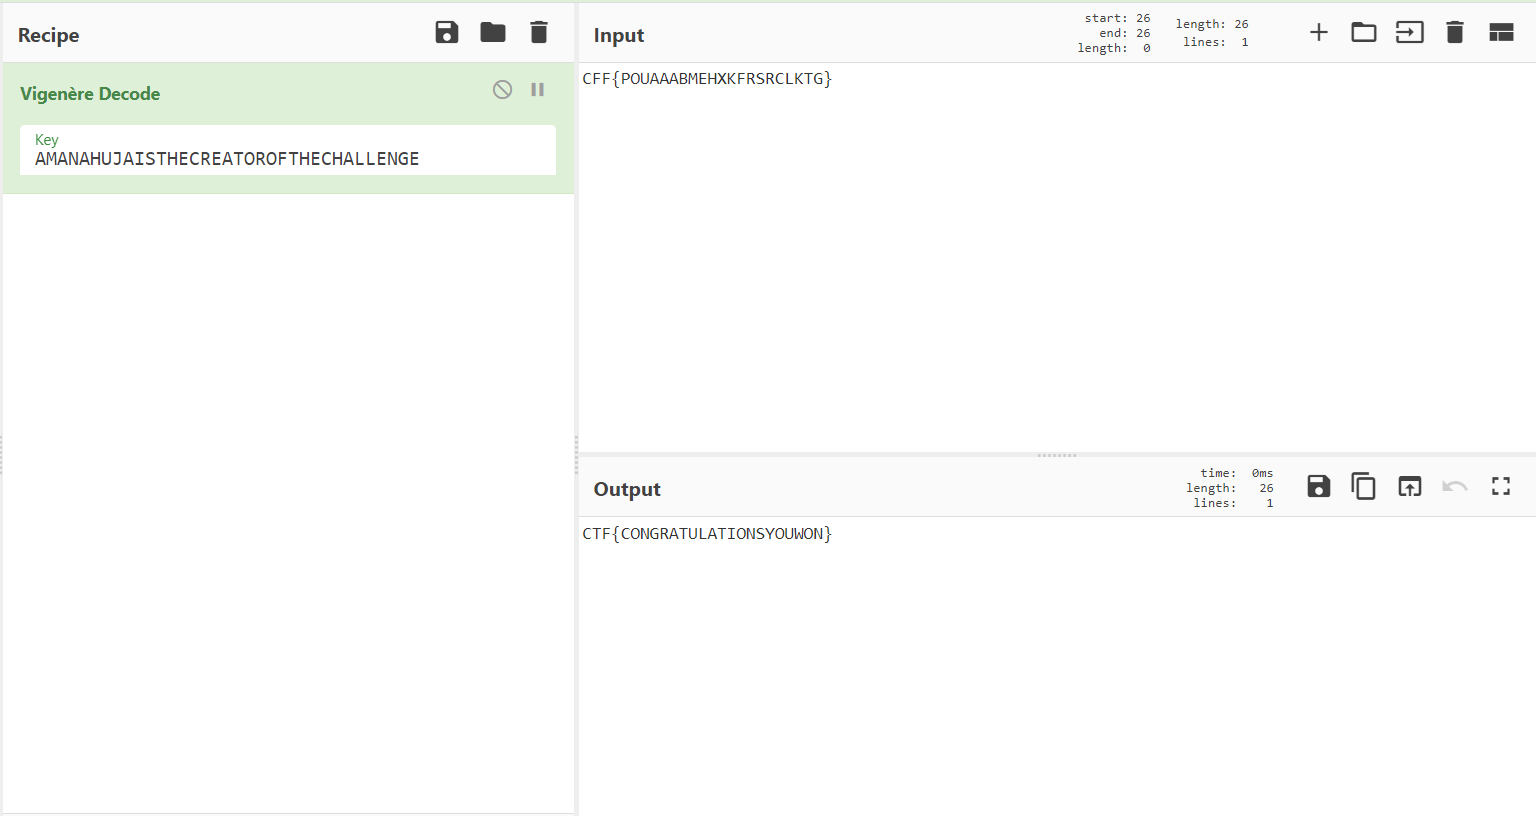 Recipe
Vigenère Decode
Key
AMANAHUJAISTHECREATOROFTHECHALLENGE
Input
start: 26
end: 26
length: 0
length: 26
lines: 1
CFF{POUAAABMEHXKFRSRCLKTG}
Output
time: 0ms
length: 26
lines: 1
CTF{CONGRATULATIONSYOUWON}